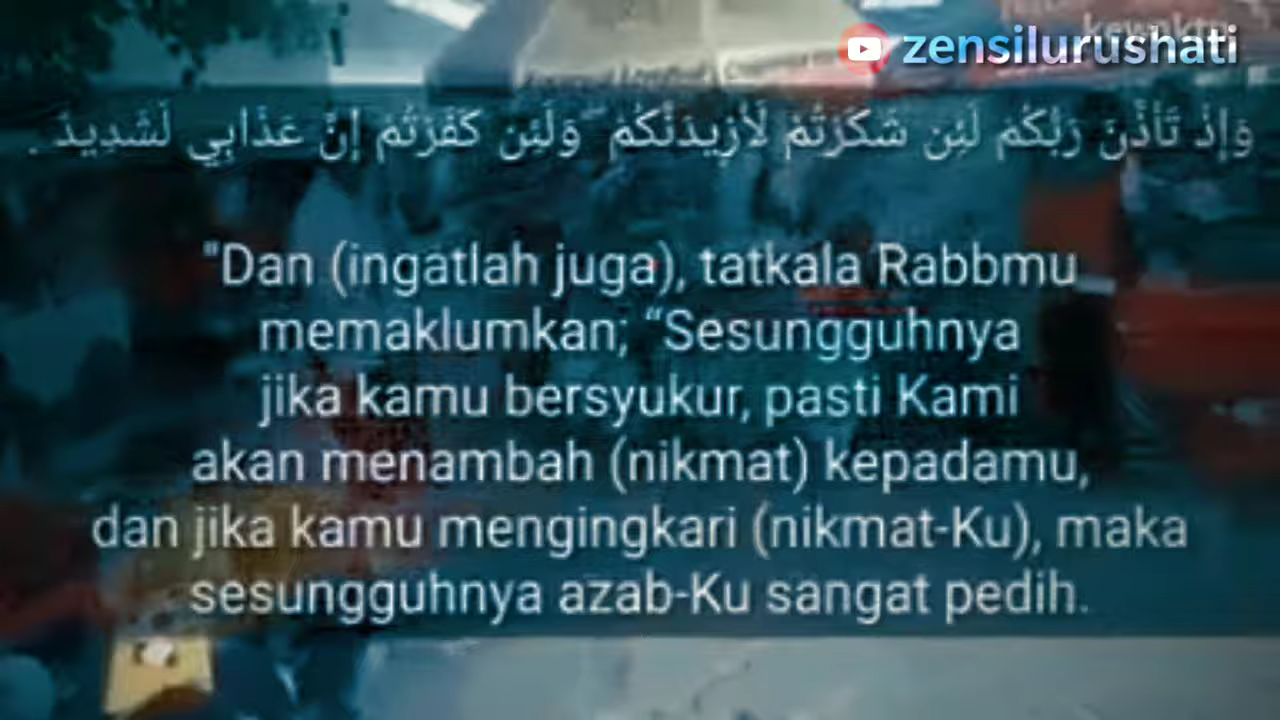 zensilurushati
وَإِذْ تَأَذَّنَ رَبُّكُمْ لَئِن شَكَرْتُمْ لَأَزِيدَنَّكُمْ ۖ وَلَئِن كَفَرْتُمْ إِنَّ عَذَابِي لَشَدِيدٌ .
"Dan (ingatlah juga), tatkala Rabbmu
memaklumkan; “Sesungguhnya
jika kamu bersyukur, pasti Kami
akan menambah (nikmat) kepadamu,
dan jika kamu mengingkari (nikmat-Ku), maka
sesungguhnya azab-Ku sangat pedih.